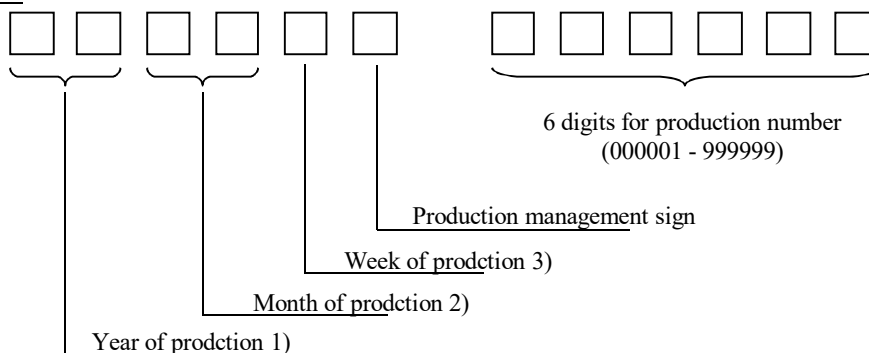 6 digits for production number
(000001 - 999999)
Production management sign
Week of prodction 3)
Month of prodction 2)
Year of prodction 1)